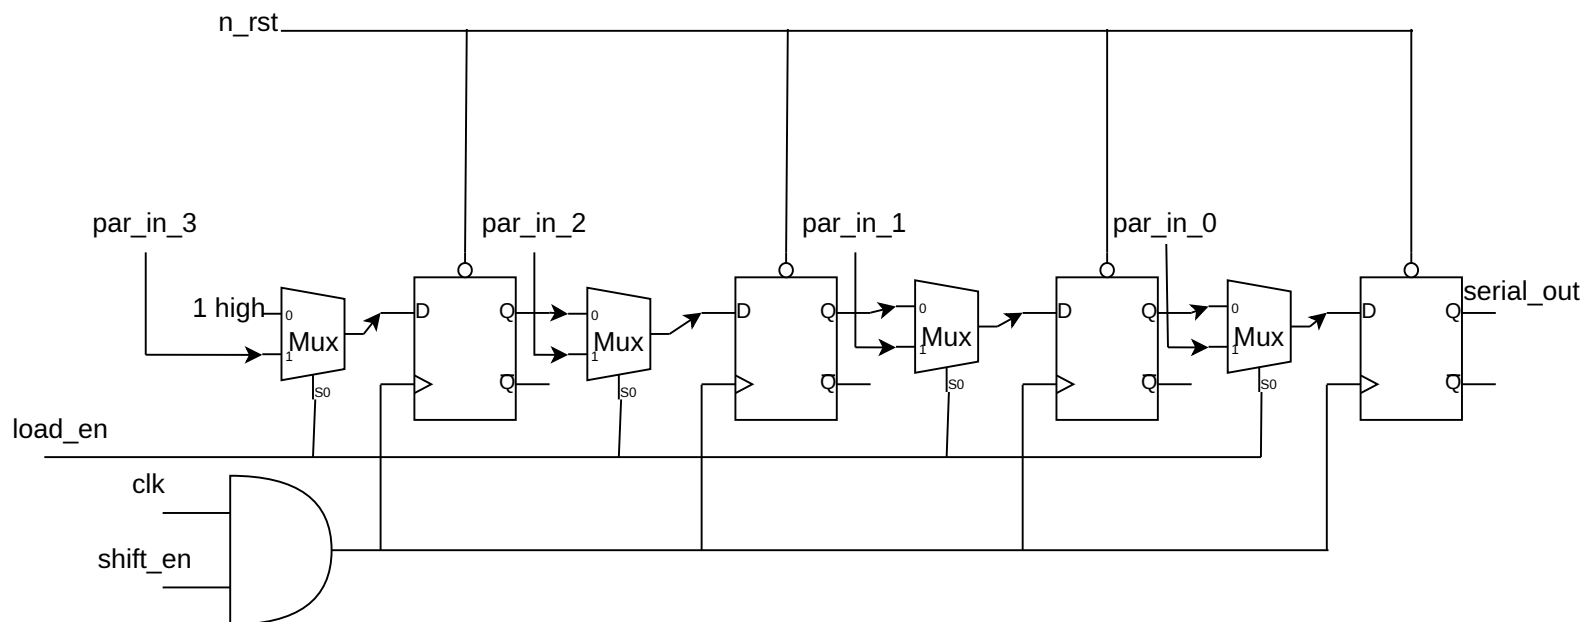 n_rst
par_in_3
par_in_2
par_in_1
par_in_0
1 high
0
1
Mux
S0
D
Q
Q̅
0
1
Mux
S0
D
Q
Q̅
0
1
Mux
S0
D
Q
Q̅
0
1
Mux
S0
D
Q
Q̅
serial_out
load_en
clk
shift_en